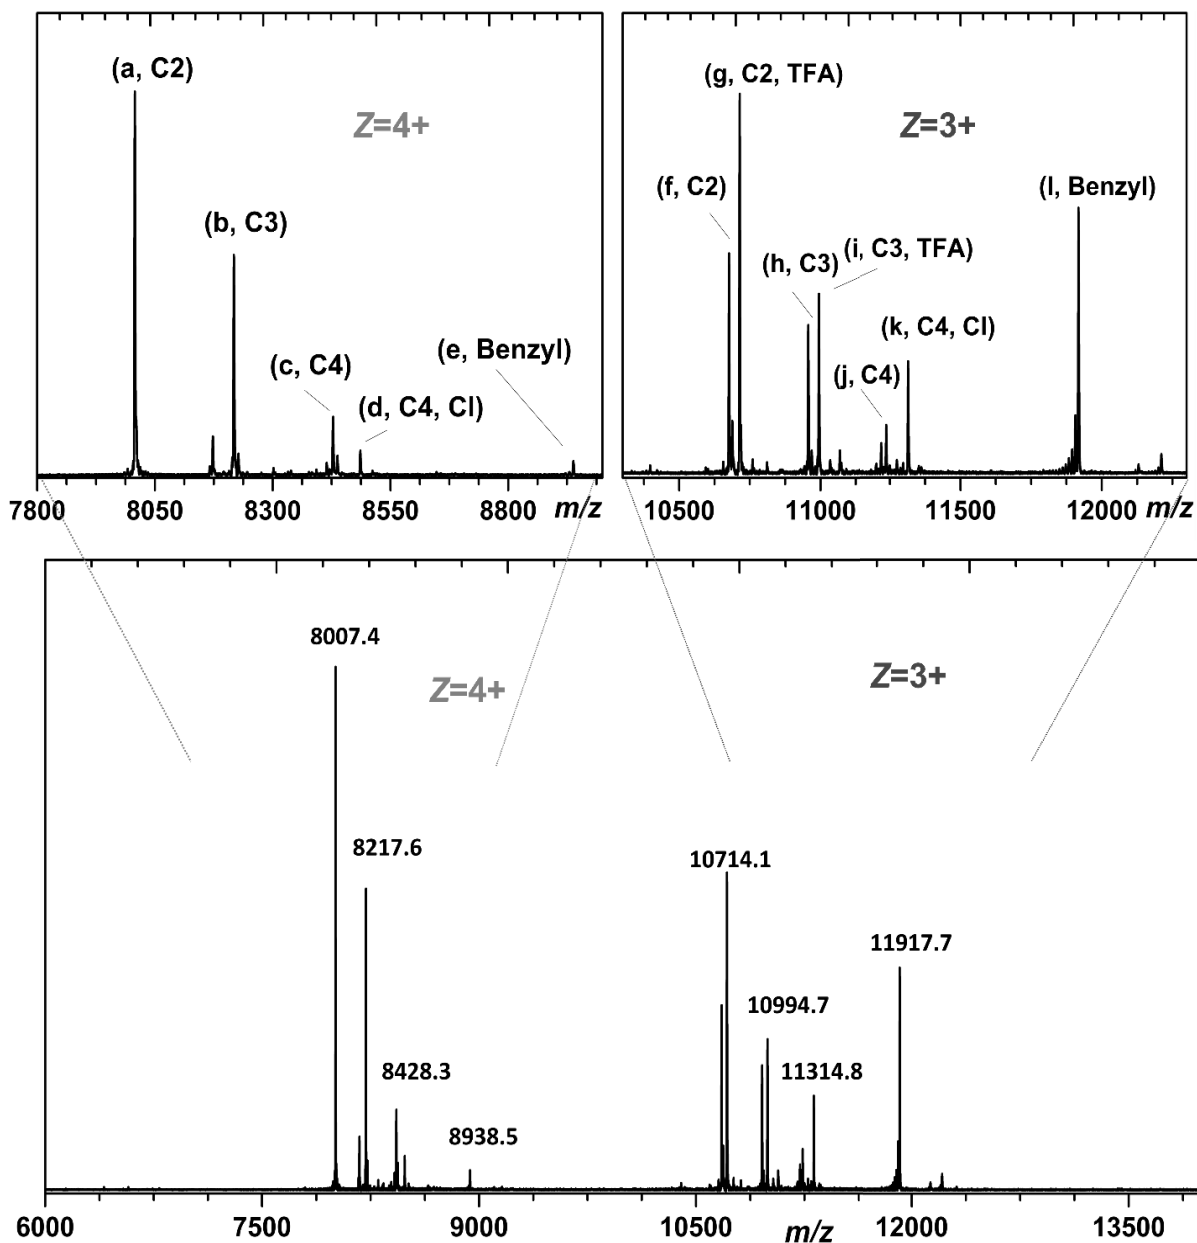 (a, C2)
Z=4+
(b, C3)
(c, C4)
(d, C4, Cl)
(e, Benzyl)
7800 8050 8300 8550 8800 m/z
(g, C2, TFA)
Z=3+
(f, C2)
(l, Benzyl)
(h, C3)
(i, C3, TFA)
(k, C4, Cl)
(j, C4)
10500 11000 11500 12000 m/z
8007.4
Z=4+
Z=3+
8217.6
10714.1
11917.7
10994.7
8428.3
11314.8
8938.5
6000 7500 9000 10500 m/z 12000 13500